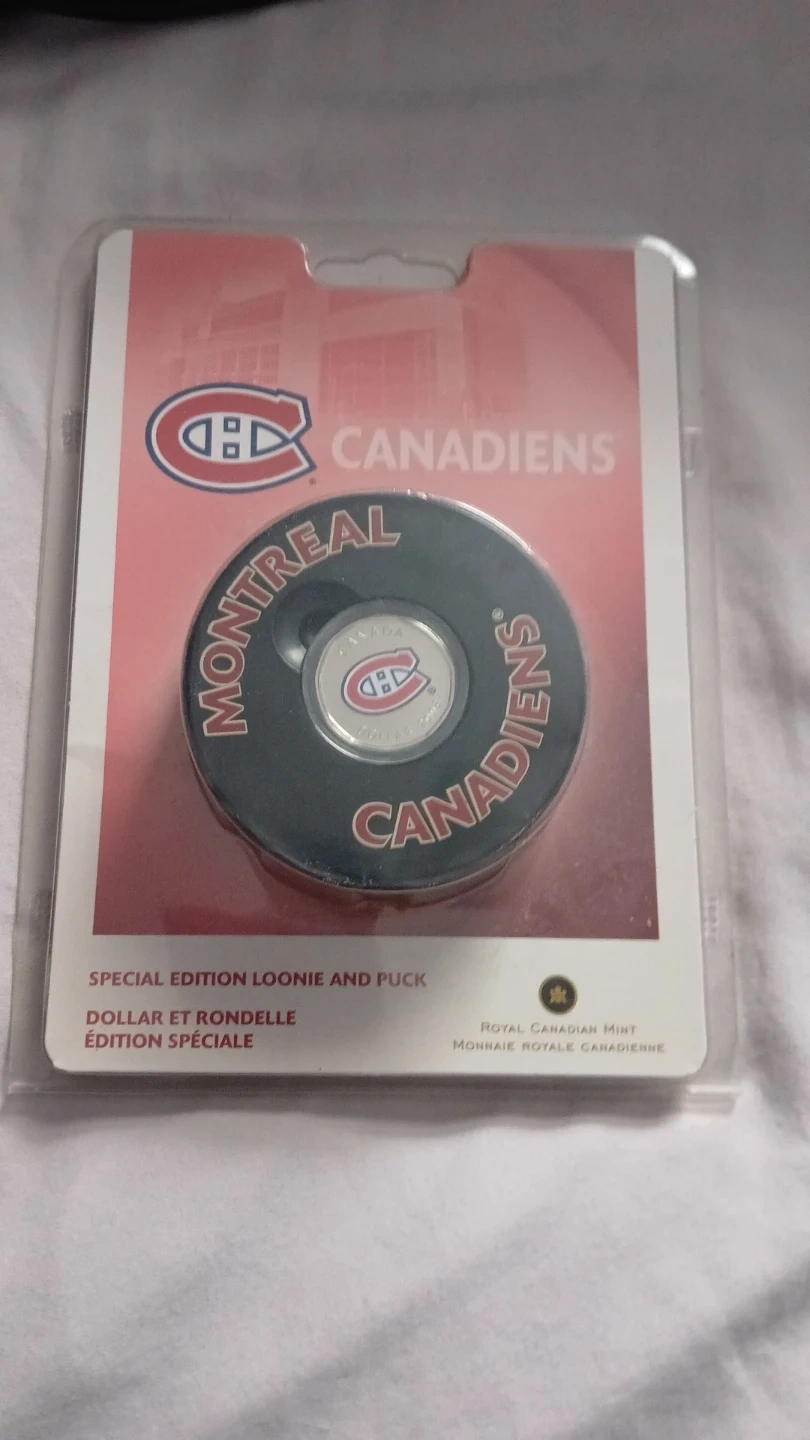 CANADIENS
MONTREAL
CANADIENS®
CANADA
DOLLAR
SPECIAL EDITION LOONIE AND PUCK
DOLLAR ET RONDELLE
ÉDITION SPÉCIALE
ROYAL CANADIAN MINT
MONNAIE ROYALE CANADIENNE